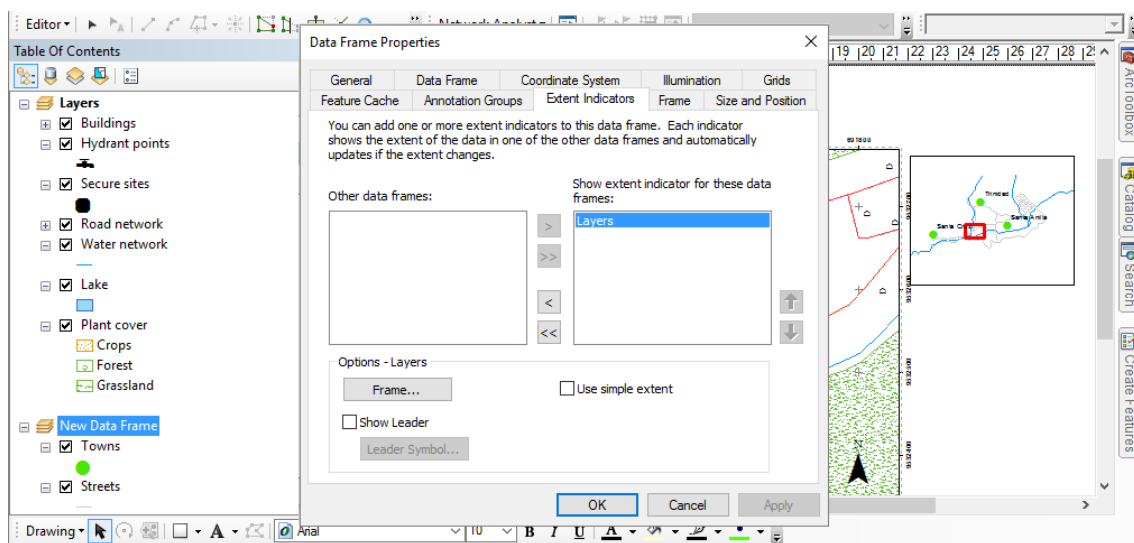 Editor
Table Of Contents
Layers
Buildings
Hydrant points
Secure sites
Road network
Water network
Lake
Plant cover
Crops
Forest
Grassland
New Data Frame
Towns
Streets
Data Frame Properties
General Data Frame Coordinate System Illumination Grids
Feature Cache Annotation Groups Extent Indicators Frame Size and Position
You can add one or more extent indicators to this data frame. Each indicator
shows the extent of the data in one of the other data frames and automatically
updates if the extent changes.
Other data frames:
Show extent indicator for these data
frames:
Layers
>
>>
<
<<
Options - Layers
Frame...
Use simple extent
Show Leader
Leader Symbol...
OK Cancel Apply
19 20 21 22 23 24 25 26 27 28
D
D
D
D
N
Trinidad
Santa Anita
ArcToolbox
Catalog
Search
Create Features
Drawing A Arial 10 B I U A